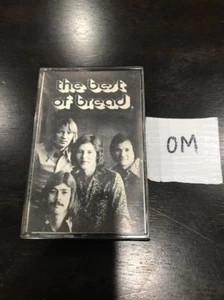 the best
of bread
OM